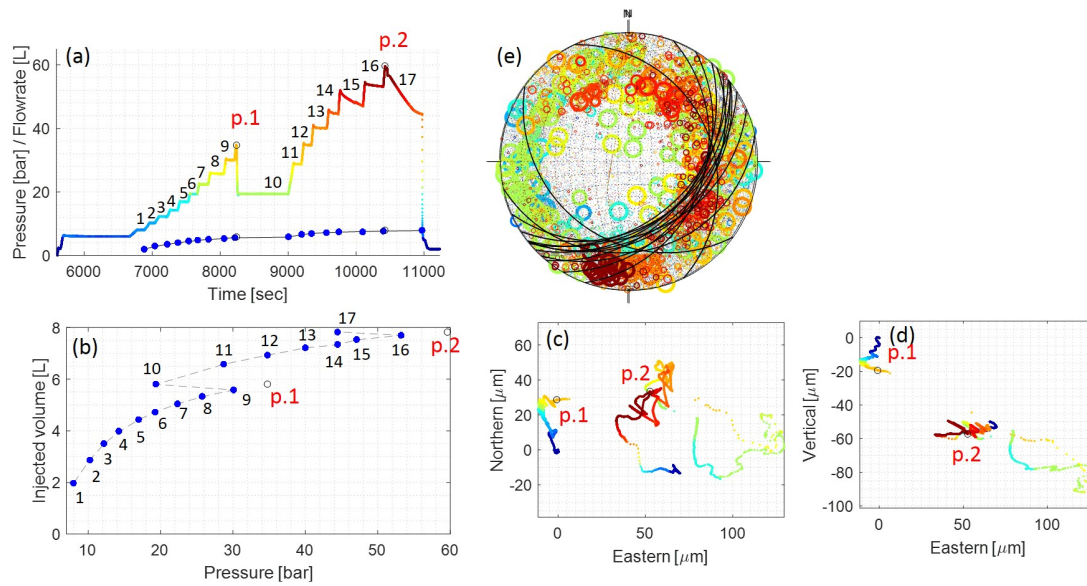 (a)
Pressure [bar] / Flowrate [L]
60
40
20
0
6000 7000 8000 9000 10000 11000
Time [sec]
1 2 3 4 5 6 7 8 9 10 11 12 13 14 15 16 17
p.1
p.2
(e)
N
(b)
Injected volume [L]
8
6
4
2
0
10 20 30 40 50 60
Pressure [bar]
1 2 3 4 5 6 7 8 9 10 11 12 13 14 15 16 17
p.1
p.2
(c)
Northern [μm]
60
40
20
0
-20
0 50 100
Eastern [μm]
p.1
p.2
(d)
Vertical [μm]
0
-20
-40
-60
-80
-100
0 50 100
Eastern [μm]
p.1
p.2